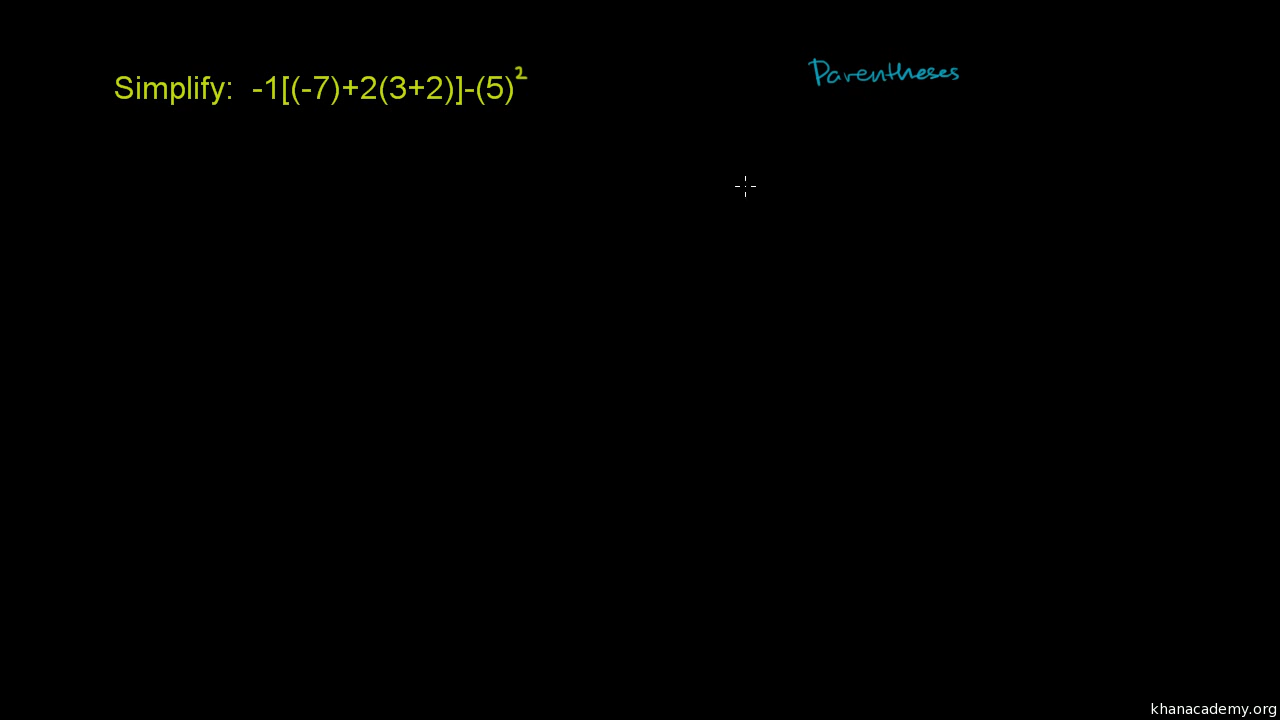 Simplify: -1[(-7)+2(3+2)]-(5)²
Parentheses
khanacademy.org